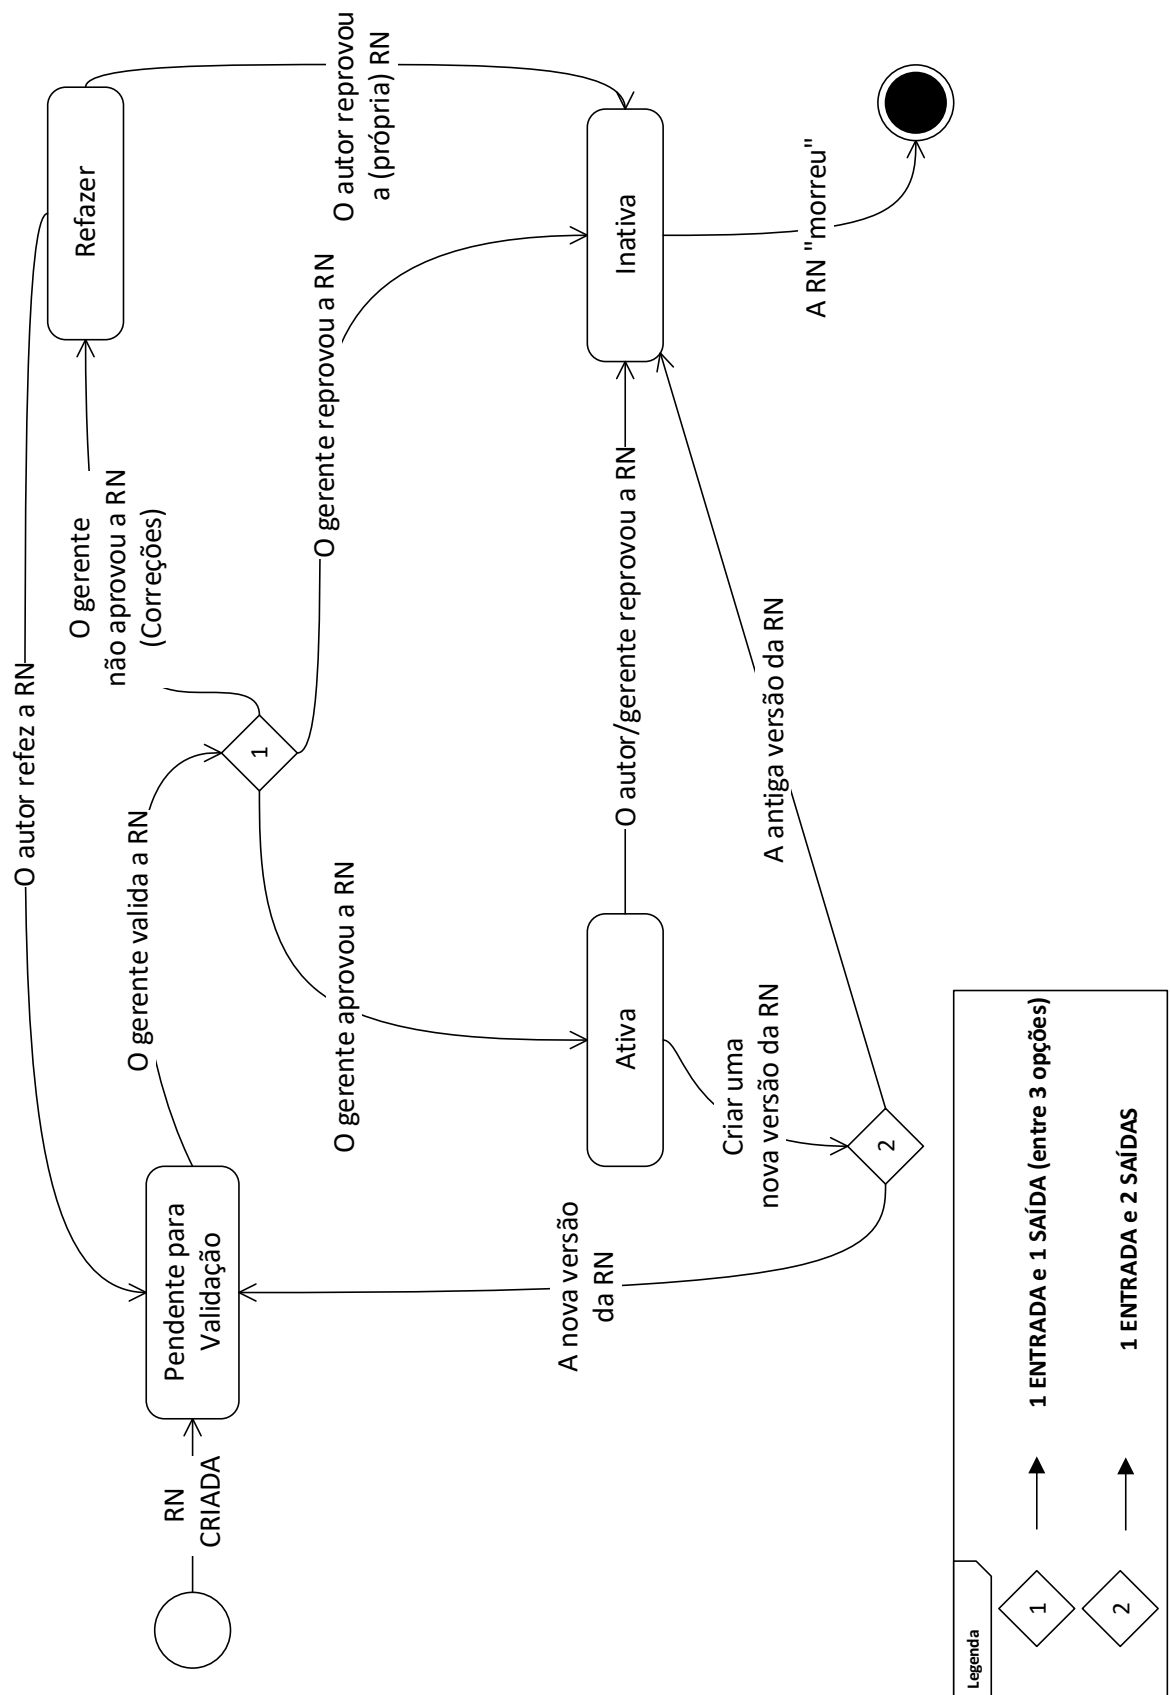 O autor refez a RN
O gerente valida a RN
RN
CRIADA
Pendente para
Validação
1
O gerente
não aprovou a RN
(Correções)
Refazer
O gerente aprovou a RN
O gerente reprovou a RN
O autor reprovou
a (própria) RN
A nova versão
da RN
Ativa
O autor/gerente reprovou a RN
Inativa
Criar uma
nova versão da RN
A antiga versão da RN
A RN "morreu"
2
Legenda
1
1 ENTRADA e 1 SAÍDA (entre 3 opções)
2
1 ENTRADA e 2 SAÍDAS